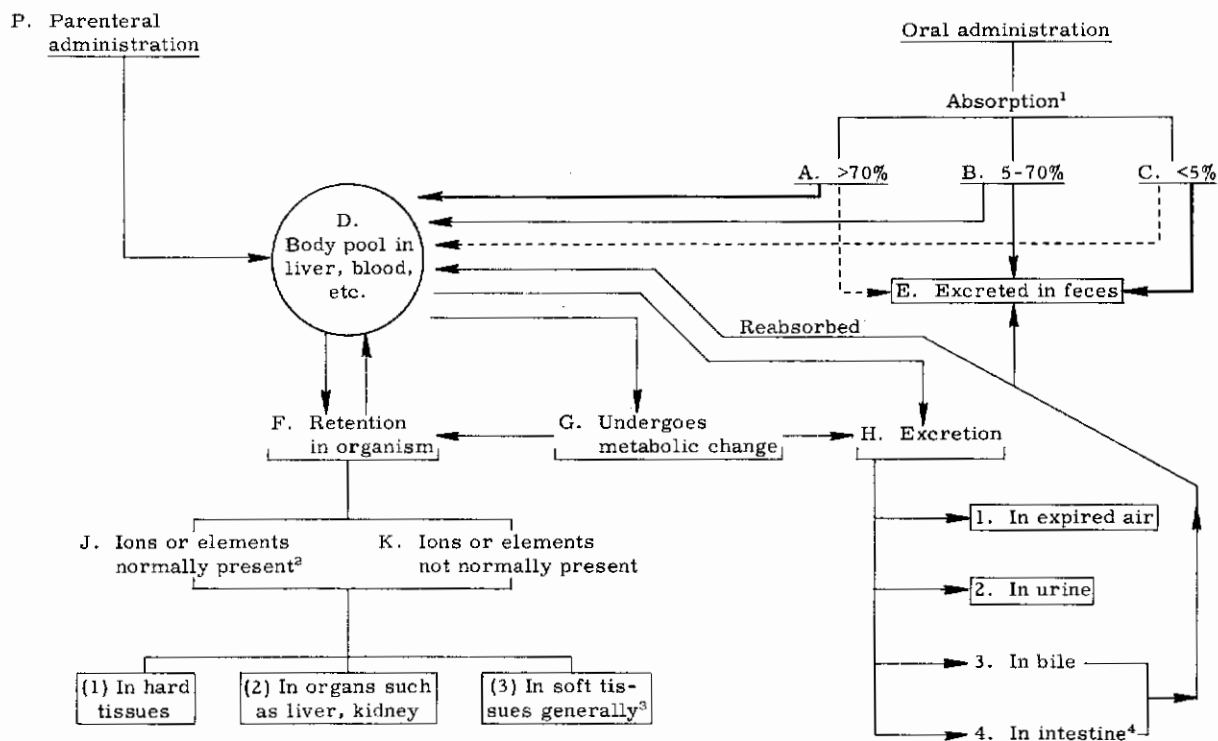 P. Parenteral
administration
Oral administration
Absorption¹
A. >70%
B. 5-70%
C. <5%
D.
Body pool in
liver, blood,
etc.
E. Excreted in feces
Reabsorbed
F. Retention
in organism
G. Undergoes
metabolic change
H. Excretion
J. Ions or elements
normally present²
K. Ions or elements
not normally present
(1) In hard
tissues
(2) In organs such
as liver, kidney
(3) In soft tis-
sues generally³
1. In expired air
2. In urine
3. In bile
4. In intestine⁴